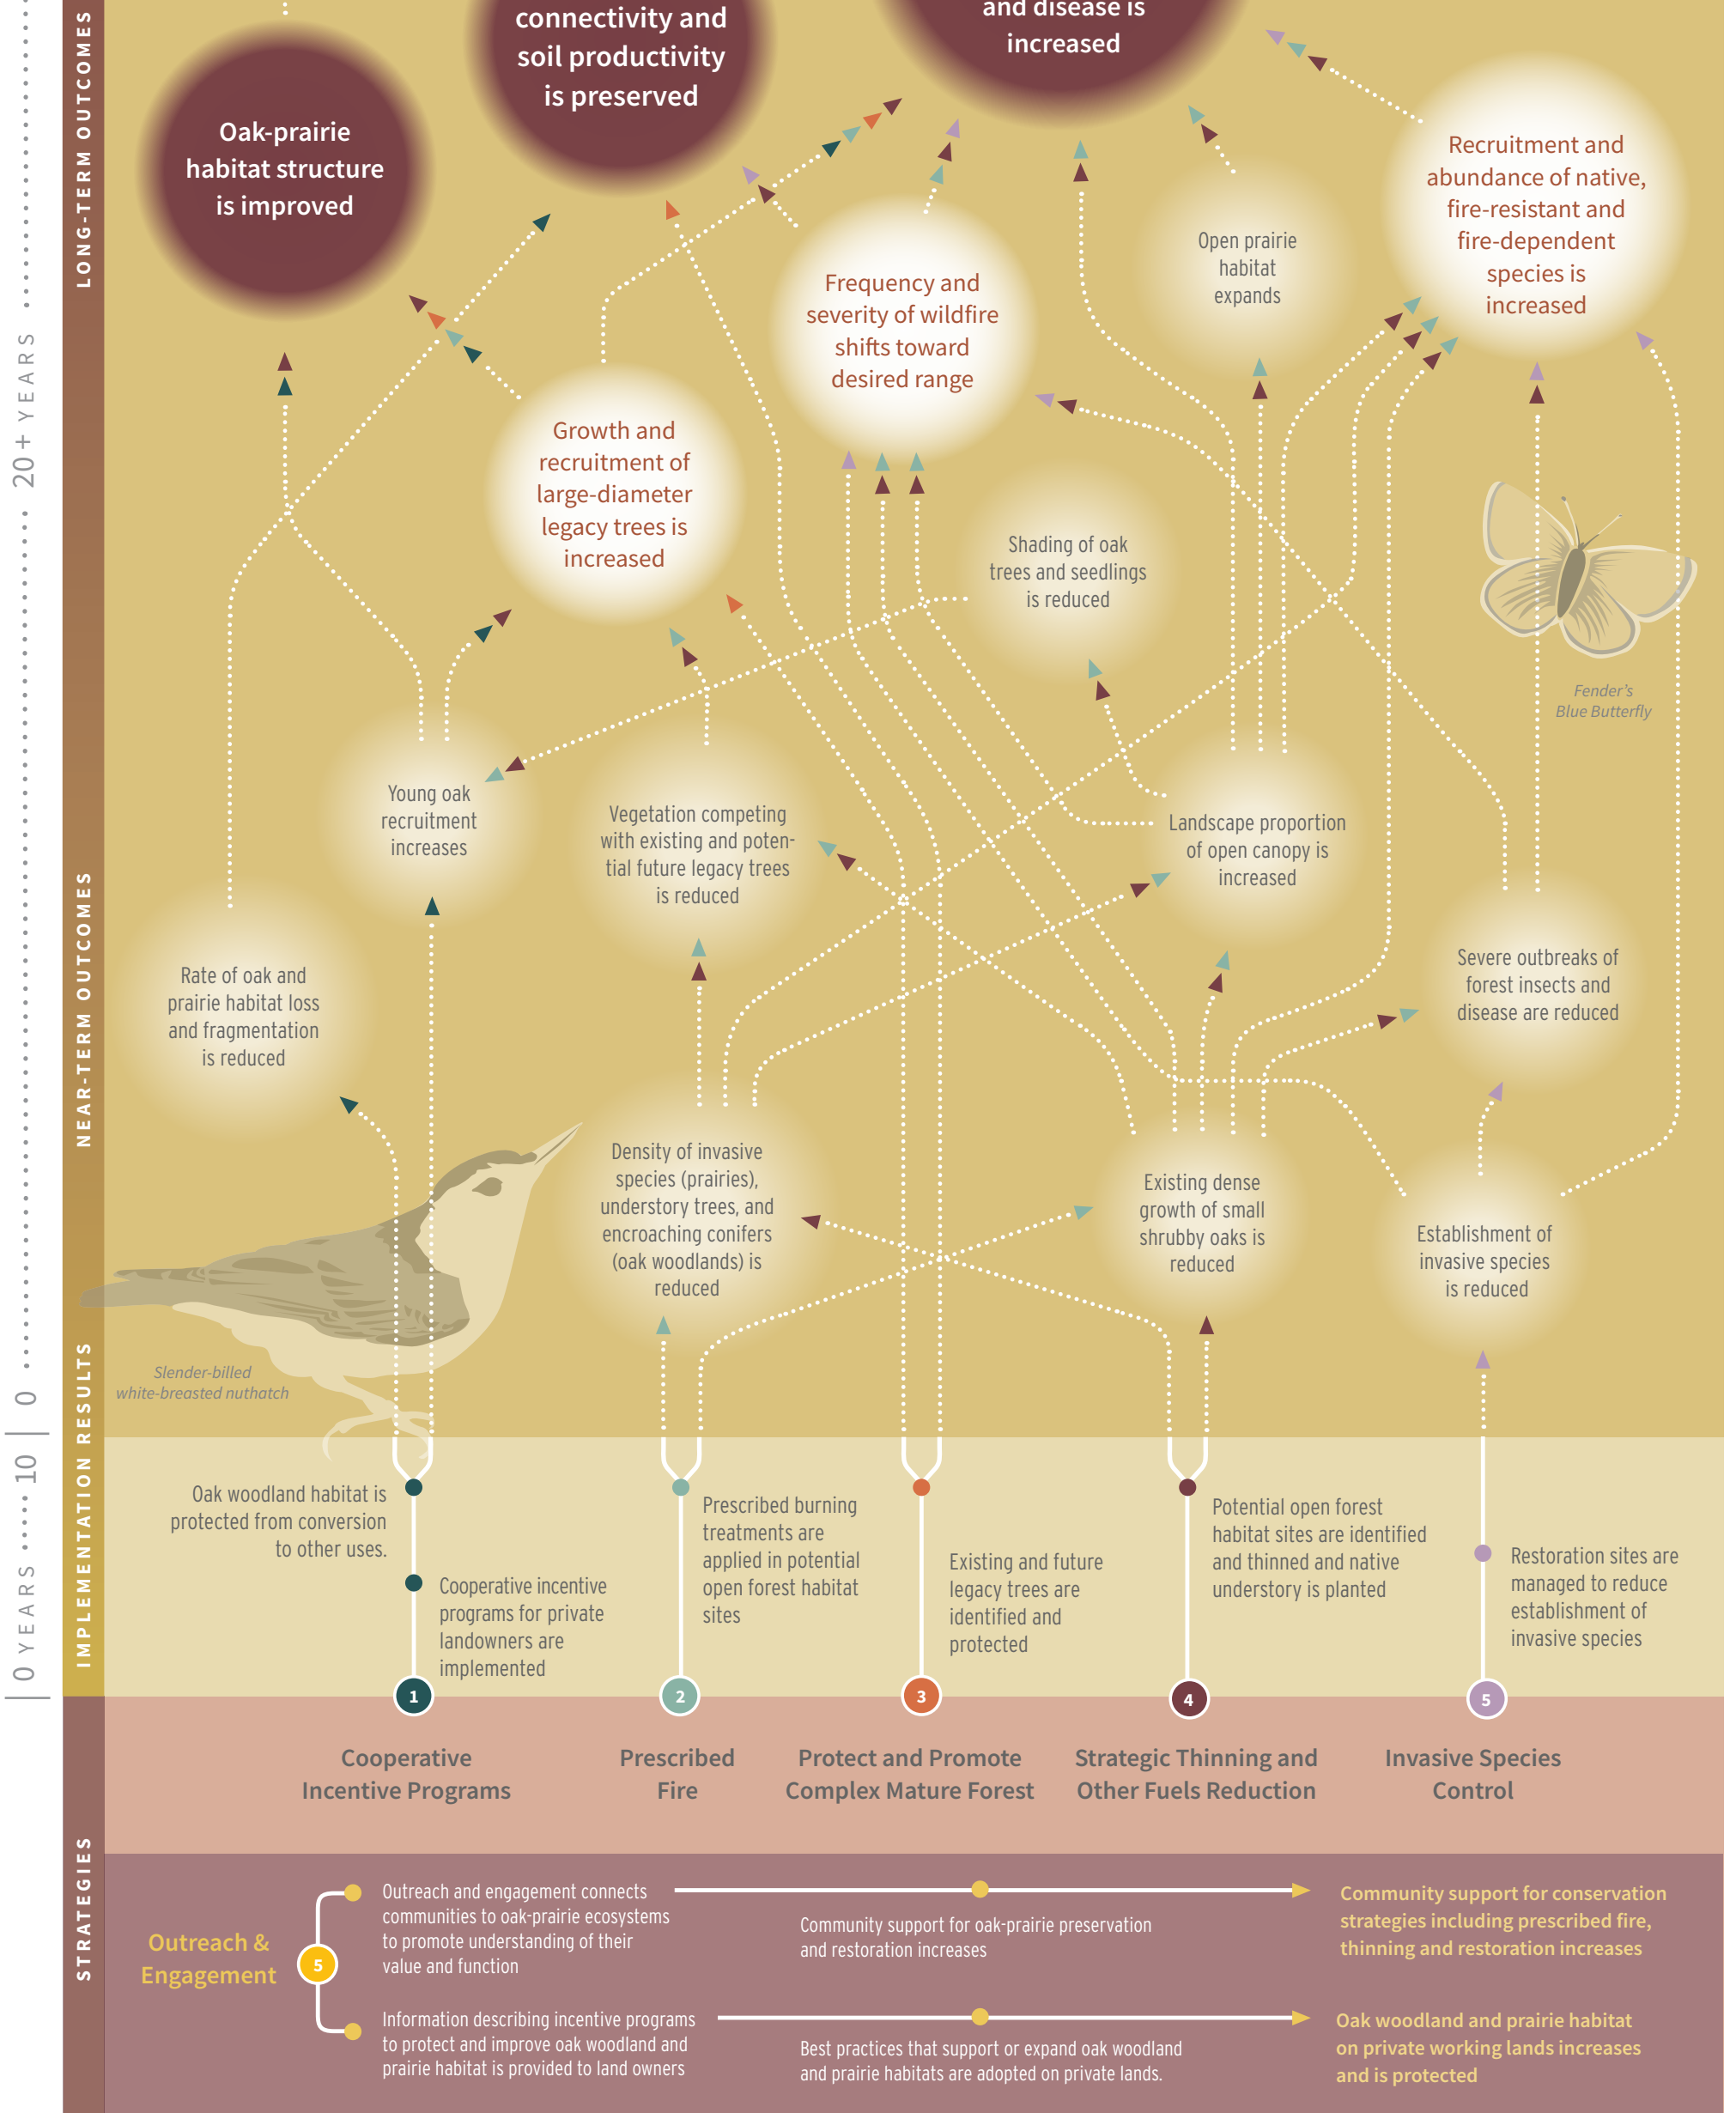 connectivity and
soil productivity
is preserved
and disease is
increased
Oak-prairie
habitat structure
is improved
Recruitment and
abundance of native,
fire-resistant and
fire-dependent
species is
increased
Open prairie
habitat
expands
Frequency and
severity of wildfire
shifts toward
desired range
Growth and
recruitment of
large-diameter
legacy trees is
increased
Shading of oak
trees and seedlings
is reduced
Fender's
Blue Butterfly
Young oak
recruitment
increases
Vegetation competing
with existing and poten-
tial future legacy trees
is reduced
Landscape proportion
of open canopy is
increased
Rate of oak and
prairie habitat loss
and fragmentation
is reduced
Severe outbreaks of
forest insects and
disease are reduced
Density of invasive
species (prairies),
understory trees, and
encroaching conifers
(oak woodlands) is
reduced
Existing dense
growth of small
shrubby oaks is
reduced
Establishment of
invasive species
is reduced
Slender-billed
white-breasted nuthatch
LONG-TERM OUTCOMES
NEAR-TERM OUTCOMES
IMPLEMENTATION RESULTS
STRATEGIES
20+ YEARS
0
10
0 YEARS
Oak woodland habitat is
protected from conversion
to other uses.
Cooperative incentive
programs for private
landowners are
implemented
Prescribed burning
treatments are
applied in potential
open forest habitat
sites
Existing and future
legacy trees are
identified and
protected
Potential open forest
habitat sites are identified
and thinned and native
understory is planted
Restoration sites are
managed to reduce
establishment of
invasive species
1
2
3
4
5
Cooperative
Incentive Programs
Prescribed
Fire
Protect and Promote
Complex Mature Forest
Strategic Thinning and
Other Fuels Reduction
Invasive Species
Control
Outreach &
Engagement
5
Outreach and engagement connects
communities to oak-prairie ecosystems
to promote understanding of their
value and function
Community support for oak-prairie preservation
and restoration increases
Community support for conservation
strategies including prescribed fire,
thinning and restoration increases
Information describing incentive programs
to protect and improve oak woodland and
prairie habitat is provided to land owners
Best practices that support or expand oak woodland
and prairie habitats are adopted on private lands.
Oak woodland and prairie habitat
on private working lands increases
and is protected